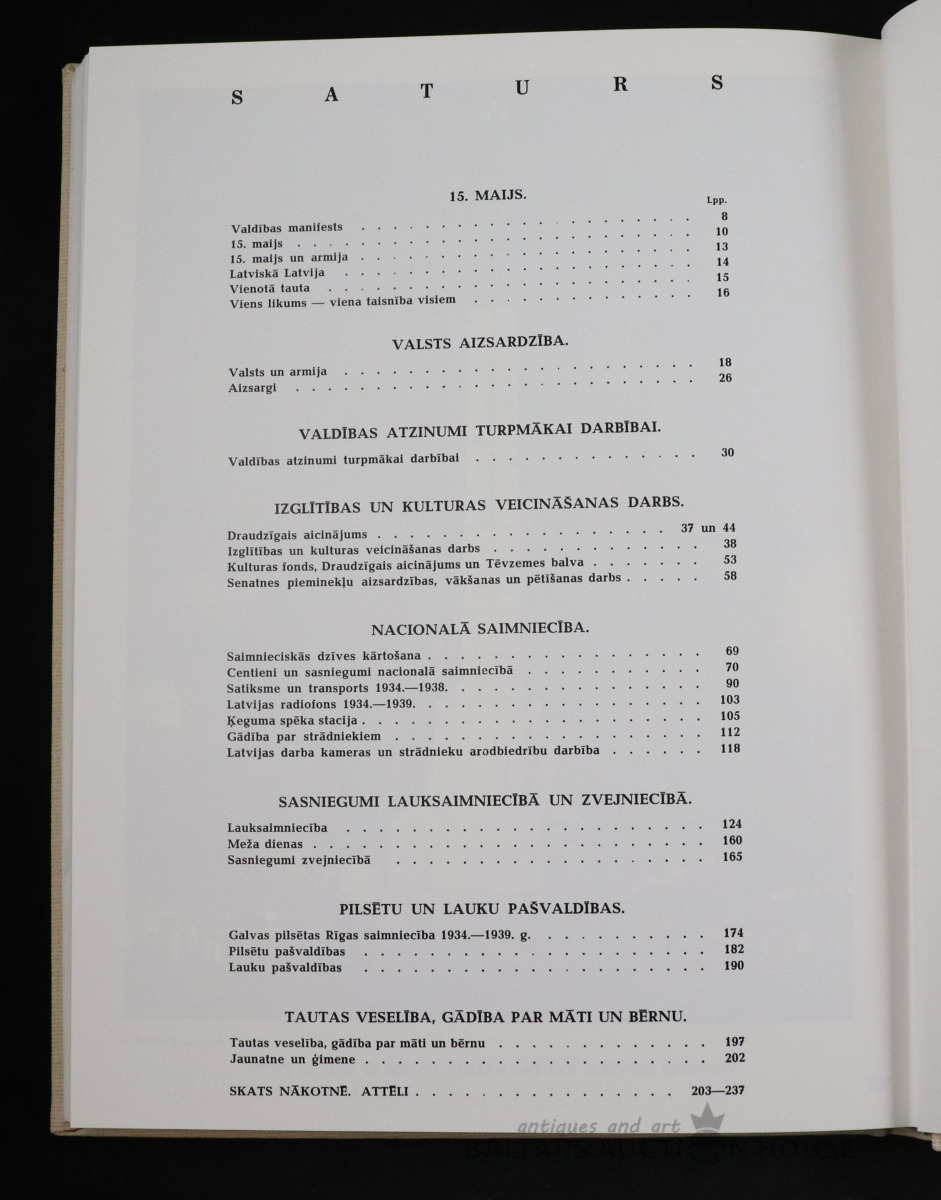 S A T U R S
15. MAIJS.
Lpp.
Valdības manifests . . . . . . . . . . . . . . . . . 8
15. maijs . . . . . . . . . . . . . . . . . . . . 10
15. maijs un armija . . . . . . . . . . . . . . . . . 13
Latviskā Latvija . . . . . . . . . . . . . . . . . . 14
Vienotā tauta . . . . . . . . . . . . . . . . . . . 15
Viens likums — viena taisnība visiem . . . . . . . . . . . 16
VALSTS AIZSARDZĪBA.
Valsts un armija . . . . . . . . . . . . . . . . . . 18
Aizsargi . . . . . . . . . . . . . . . . . . . . 26
VALDĪBAS ATZINUMI TURPMĀKAI DARBĪBAI.
Valdības atzinumi turpmākai darbībai . . . . . . . . . . . 30
IZGLĪTĪBAS UN KULTURAS VEICINĀŠANAS DARBS.
Draudzīgais aicinājums . . . . . . . . . . . . . . . 37 un 44
Izglītības un kulturas veicināšanas darbs . . . . . . . . . . 38
Kulturas fonds, Draudzīgais aicinājums un Tēvzemes balva . . . . . . . 53
Senatnes pieminekļu aizsardzības, vākšanas un pētīšanas darbs . . . . . 58
NACIONALĀ SAIMNIECĪBA.
Saimnieciskās dzīves kārtošana . . . . . . . . . . . . . . 69
Centieni un sasniegumi nacionalā saimniecībā . . . . . . . . . 70
Satiksme un transports 1934.—1938. . . . . . . . . . . . . 90
Latvijas radiofons 1934.—1939. . . . . . . . . . . . . . 103
Ķeguma spēka stacija . . . . . . . . . . . . . . . . . 105
Gādība par strādniekiem . . . . . . . . . . . . . . . 112
Latvijas darba kameras un strādnieku arodbiedrību darbība . . . . . . 118
SASNIEGUMI LAUKSAIMNIECĪBĀ UN ZVEJNIECĪBĀ.
Lauksaimniecība . . . . . . . . . . . . . . . . . . 124
Meža dienas . . . . . . . . . . . . . . . . . . . 160
Sasniegumi zvejniecībā . . . . . . . . . . . . . . . 165
PILSĒTU UN LAUKU PAŠVALDĪBAS.
Galvas pilsētas Rīgas saimniecība 1934.—1939. g. . . . . . . . . . 174
Pilsētu pašvaldības . . . . . . . . . . . . . . . . . 182
Lauku pašvaldības . . . . . . . . . . . . . . . . . 190
TAUTAS VESELĪBA, GĀDĪBA PAR MĀTI UN BĒRNU.
Tautas veselība, gādība par māti un bērnu . . . . . . . . . . 197
Jaunatne un ģimene . . . . . . . . . . . . . . . . . 202
SKATS NĀKOTNĒ. ATTĒLI . . . . . . . . . . . . . . 203—237
antiques and art
BALTARS AUCTION HOUSE